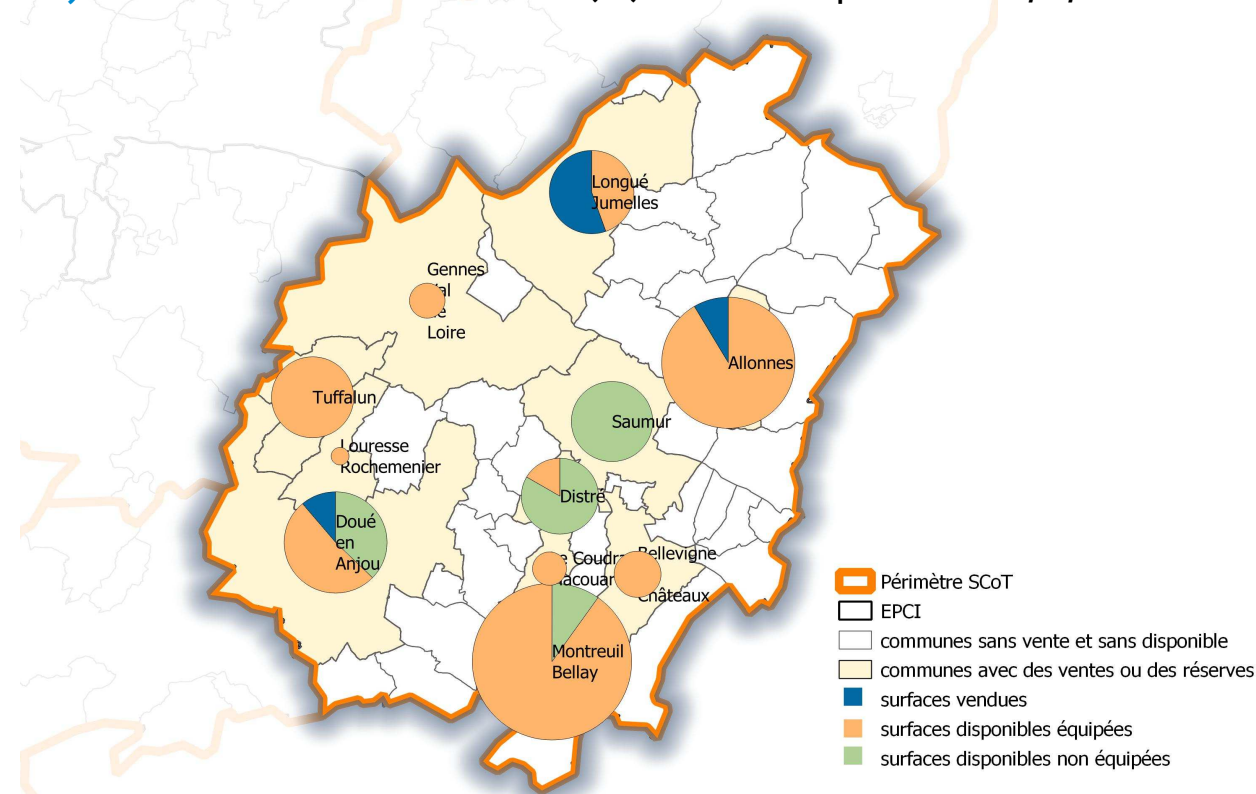 Longué
Jumelles
Gennes
Loire
Allonnes
Tuffalun
Saumur
Louresse
Rochemenier
Distré
Doué
en
Anjou
Bellevigne
Châteaux
Montreuil
Bellay
Périmètre SCoT
EPCI
communes sans vente et sans disponible
communes avec des ventes ou des réserves
surfaces vendues
surfaces disponibles équipées
surfaces disponibles non équipées